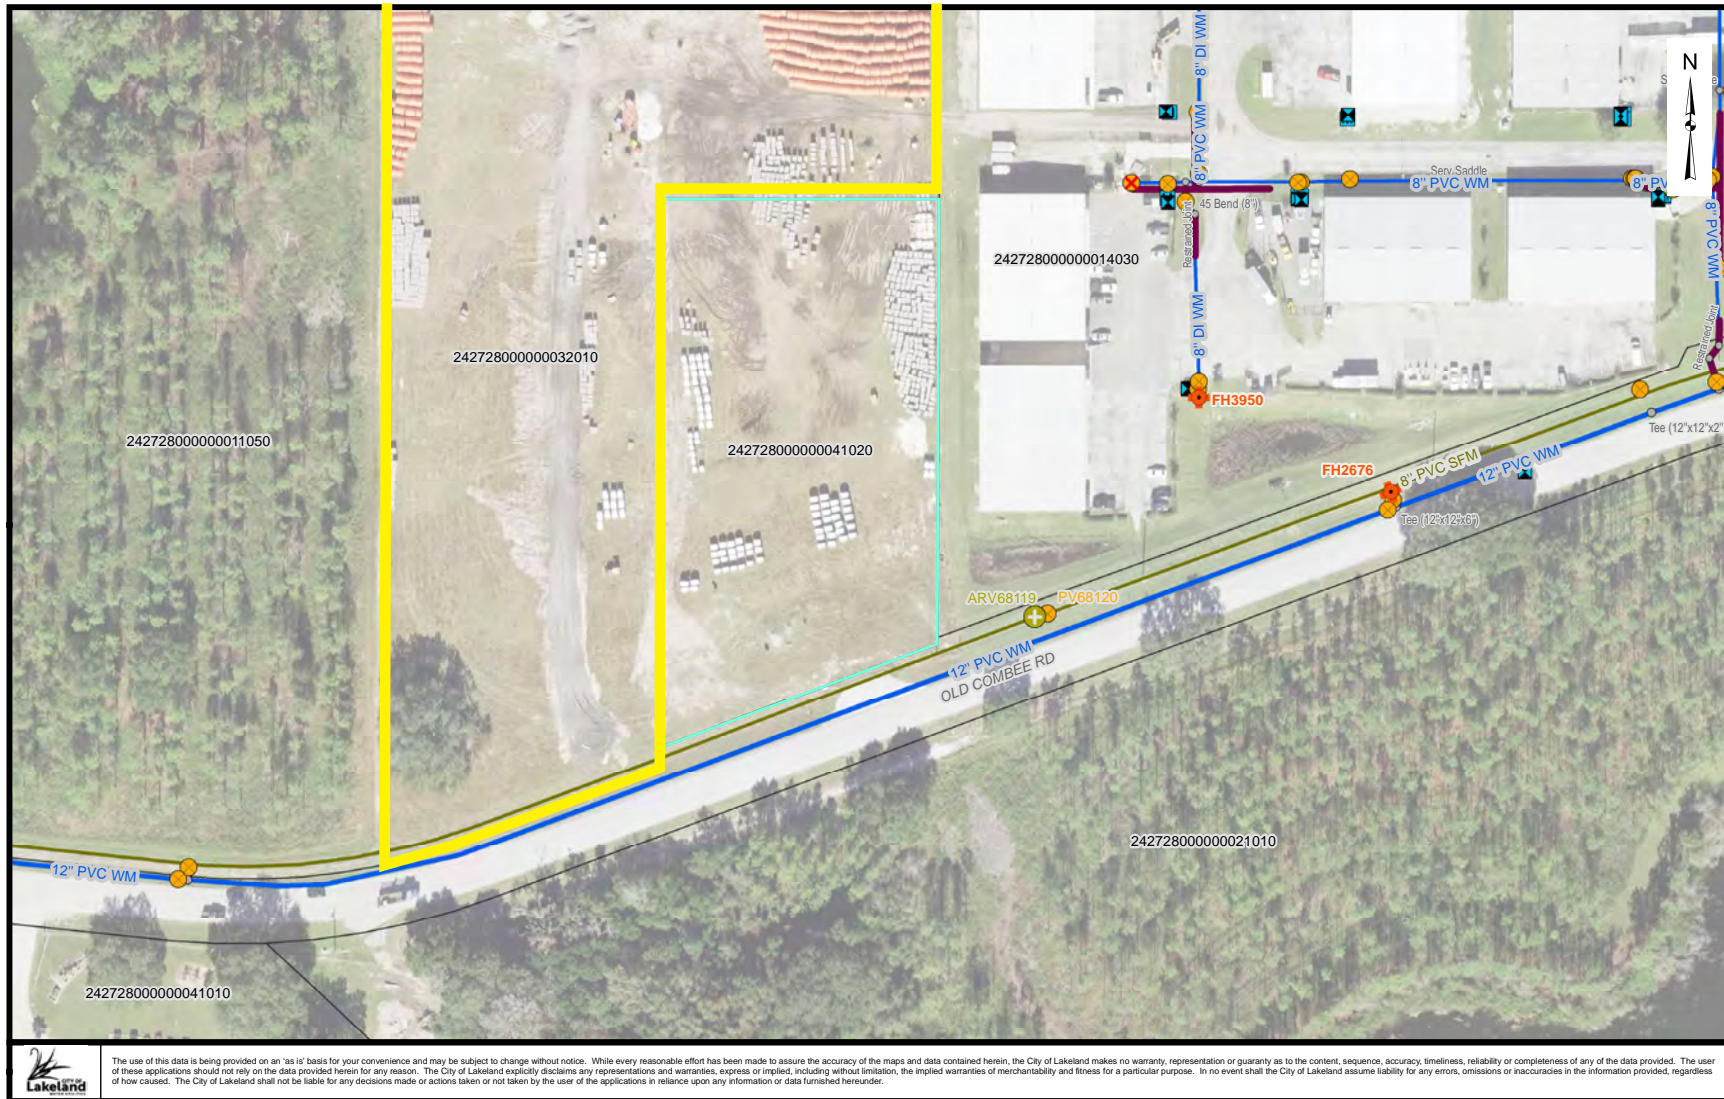 8" DI WM
N
8" PVC WM
Serv Saddle
8" PVC WM
45 Bend (8")
Restrained Joint
8" PVC WM
242728000000014030
8" DI WM
Restrained Joint
242728000000032010
FH3950
242728000000011050
242728000000041020
Tee (12"x12"x2"
12" PVC WM
8" PVC SFM
FH2676
Tee (12"x12"x6")
ARV68119
PV68120
12" PVC WM
OLD COMBEE RD
242728000000021010
12" PVC WM
242728000000041010
CITY OF
Lakeland
WATER UTILITIES
The use of this data is being provided on an 'as is' basis for your convenience and may be subject to change without notice. While every reasonable effort has been made to assure the accuracy of the maps and data contained herein, the City of Lakeland makes no warranty, representation or guaranty as to the content, sequence, accuracy, timeliness, reliability or completeness of any of the data provided. The user
of these applications should not rely on the data provided herein for any reason. The City of Lakeland explicitly disclaims any representations and warranties, express or implied, including without limitation, the implied warranties of merchantability and fitness for a particular purpose. In no event shall the City of Lakeland assume liability for any errors, omissions or inaccuracies in the information provided, regardless
of how caused. The City of Lakeland shall not be liable for any decisions made or actions taken or not taken by the user of the applications in reliance upon any information or data furnished hereunder.